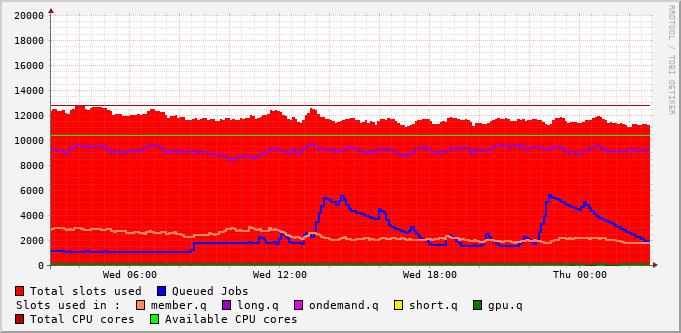 20000
18000
16000
14000
12000
10000
8000
6000
4000
2000
0
Wed 06:00 Wed 12:00 Wed 18:00 Thu 00:00
RRDTOOL / TOBI OETIKER
Total slots used Queued Jobs
Slots used in : member.q long.q ondemand.q short.q gpu.q
Total CPU cores Available CPU cores